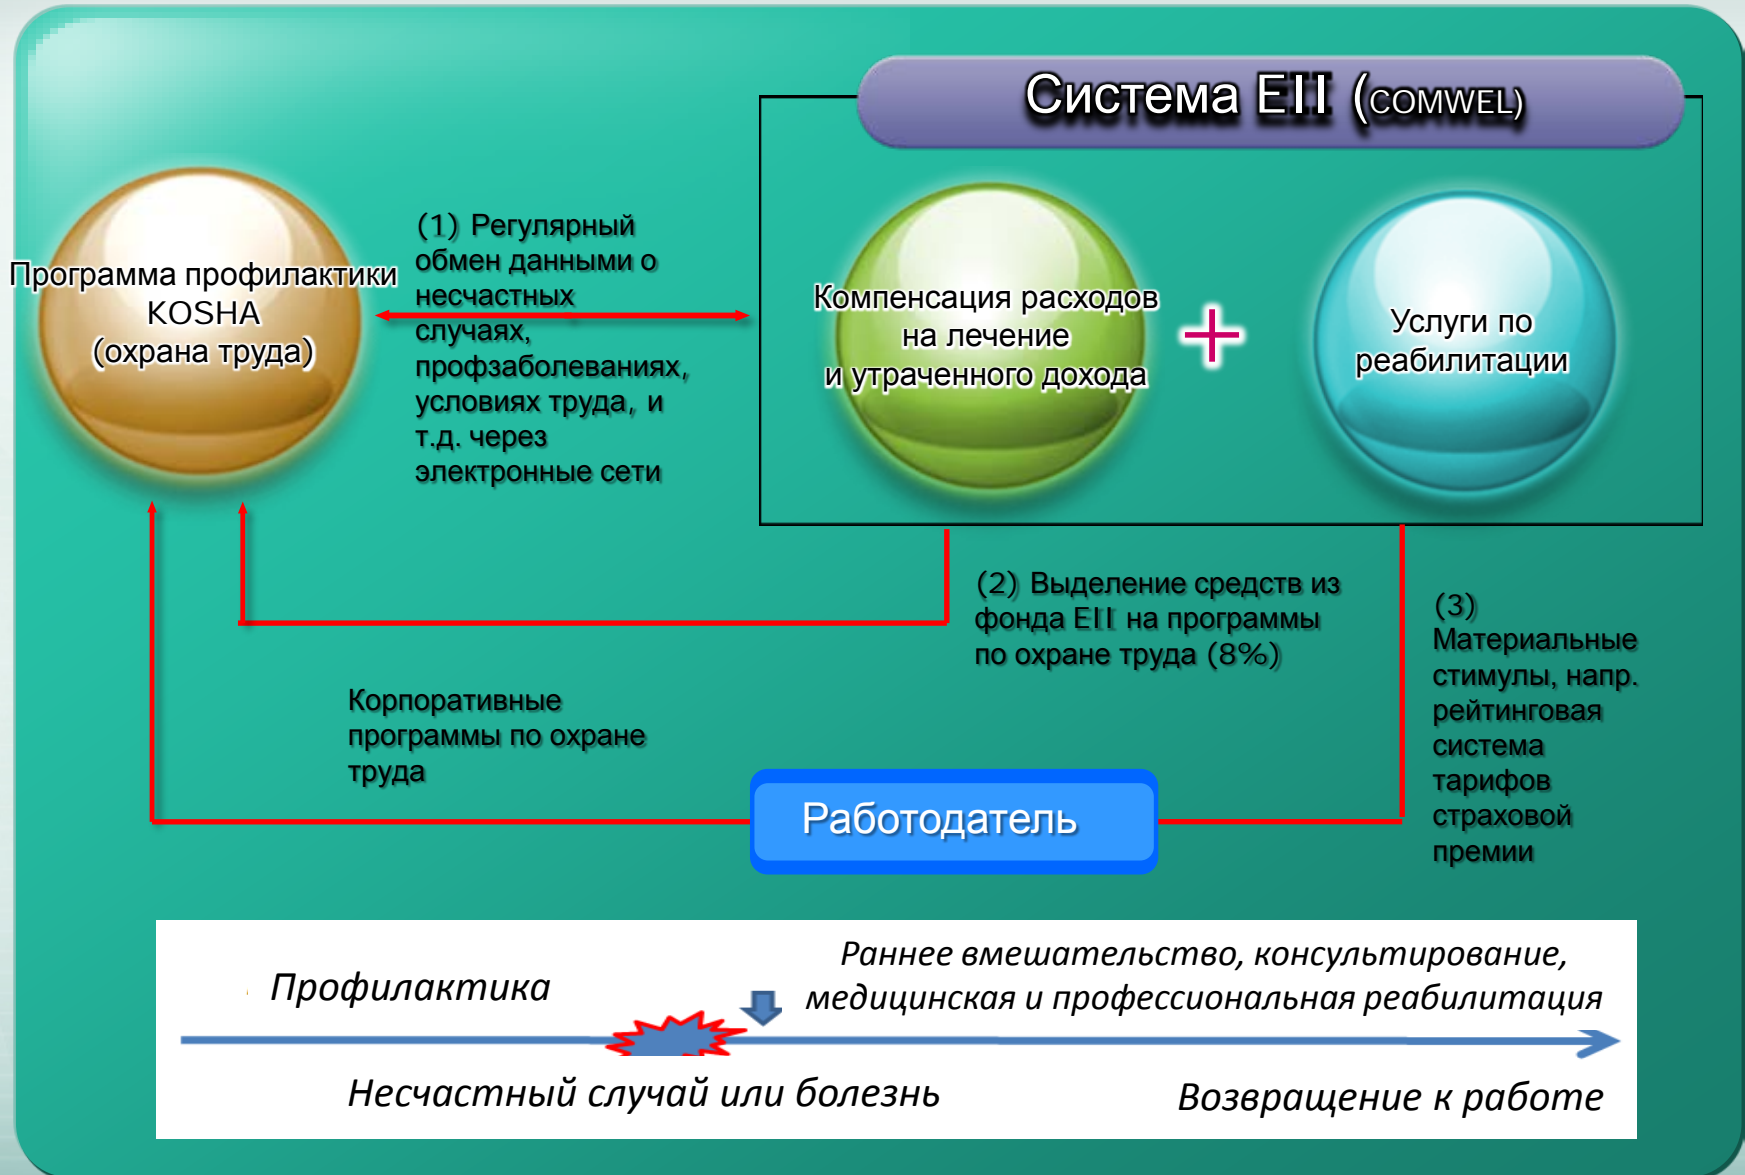 Система EII (COMWEL)
Программа профилактики
KOSHA
(охрана труда)
(1) Регулярный
обмен данными о
несчастных
случаях,
профзаболеваниях,
условиях труда, и
т.д. через
электронные сети
Компенсация расходов
на лечение
и утраченного дохода
+
Услуги по
реабилитации
(2) Выделение средств из
фонда EII на программы
по охране труда (8%)
(3)
Материальные
стимулы, напр.
рейтинговая
система
тарифов
страховой
премии
Корпоративные
программы по охране
труда
Работодатель
Профилактика
Раннее вмешательство, консультирование,
медицинская и профессиональная реабилитация
Несчастный случай или болезнь
Возвращение к работе